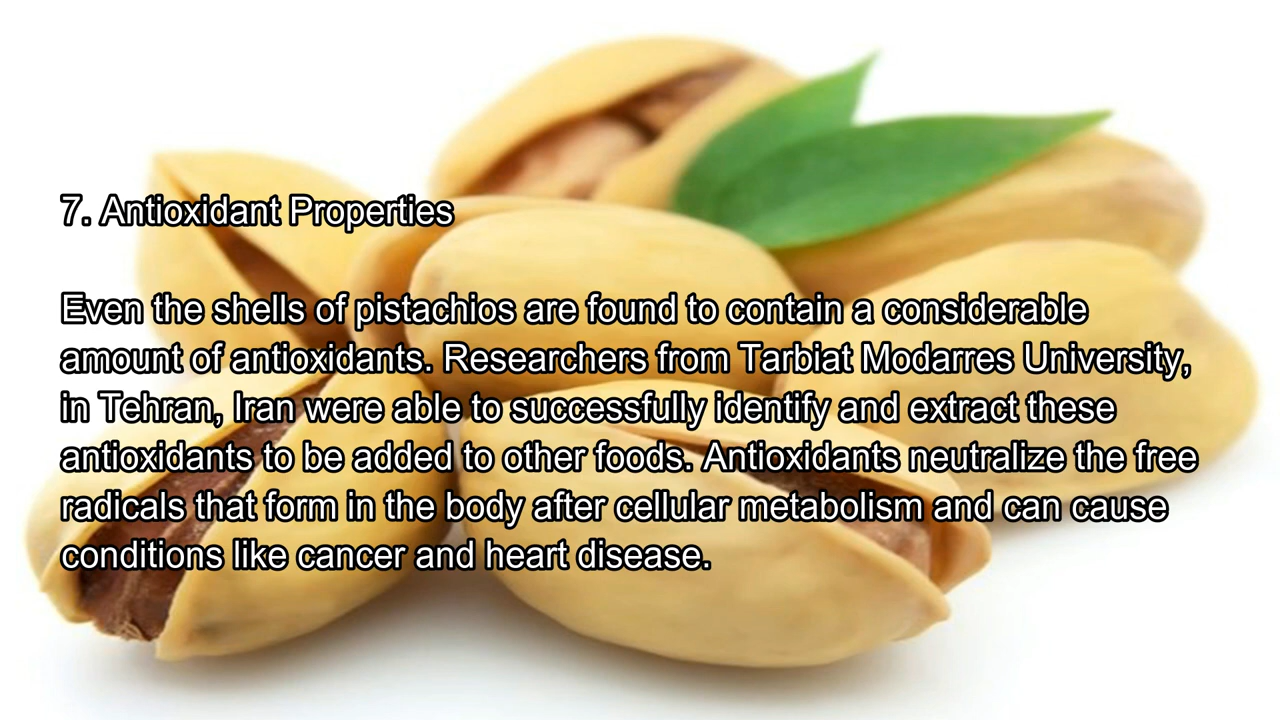 7. Antioxidant Properties
Even the shells of pistachios are found to contain a considerable
amount of antioxidants. Researchers from Tarbiat Modarres University,
in Tehran, Iran were able to successfully identify and extract these
antioxidants to be added to other foods. Antioxidants neutralize the free
radicals that form in the body after cellular metabolism and can cause
conditions like cancer and heart disease.